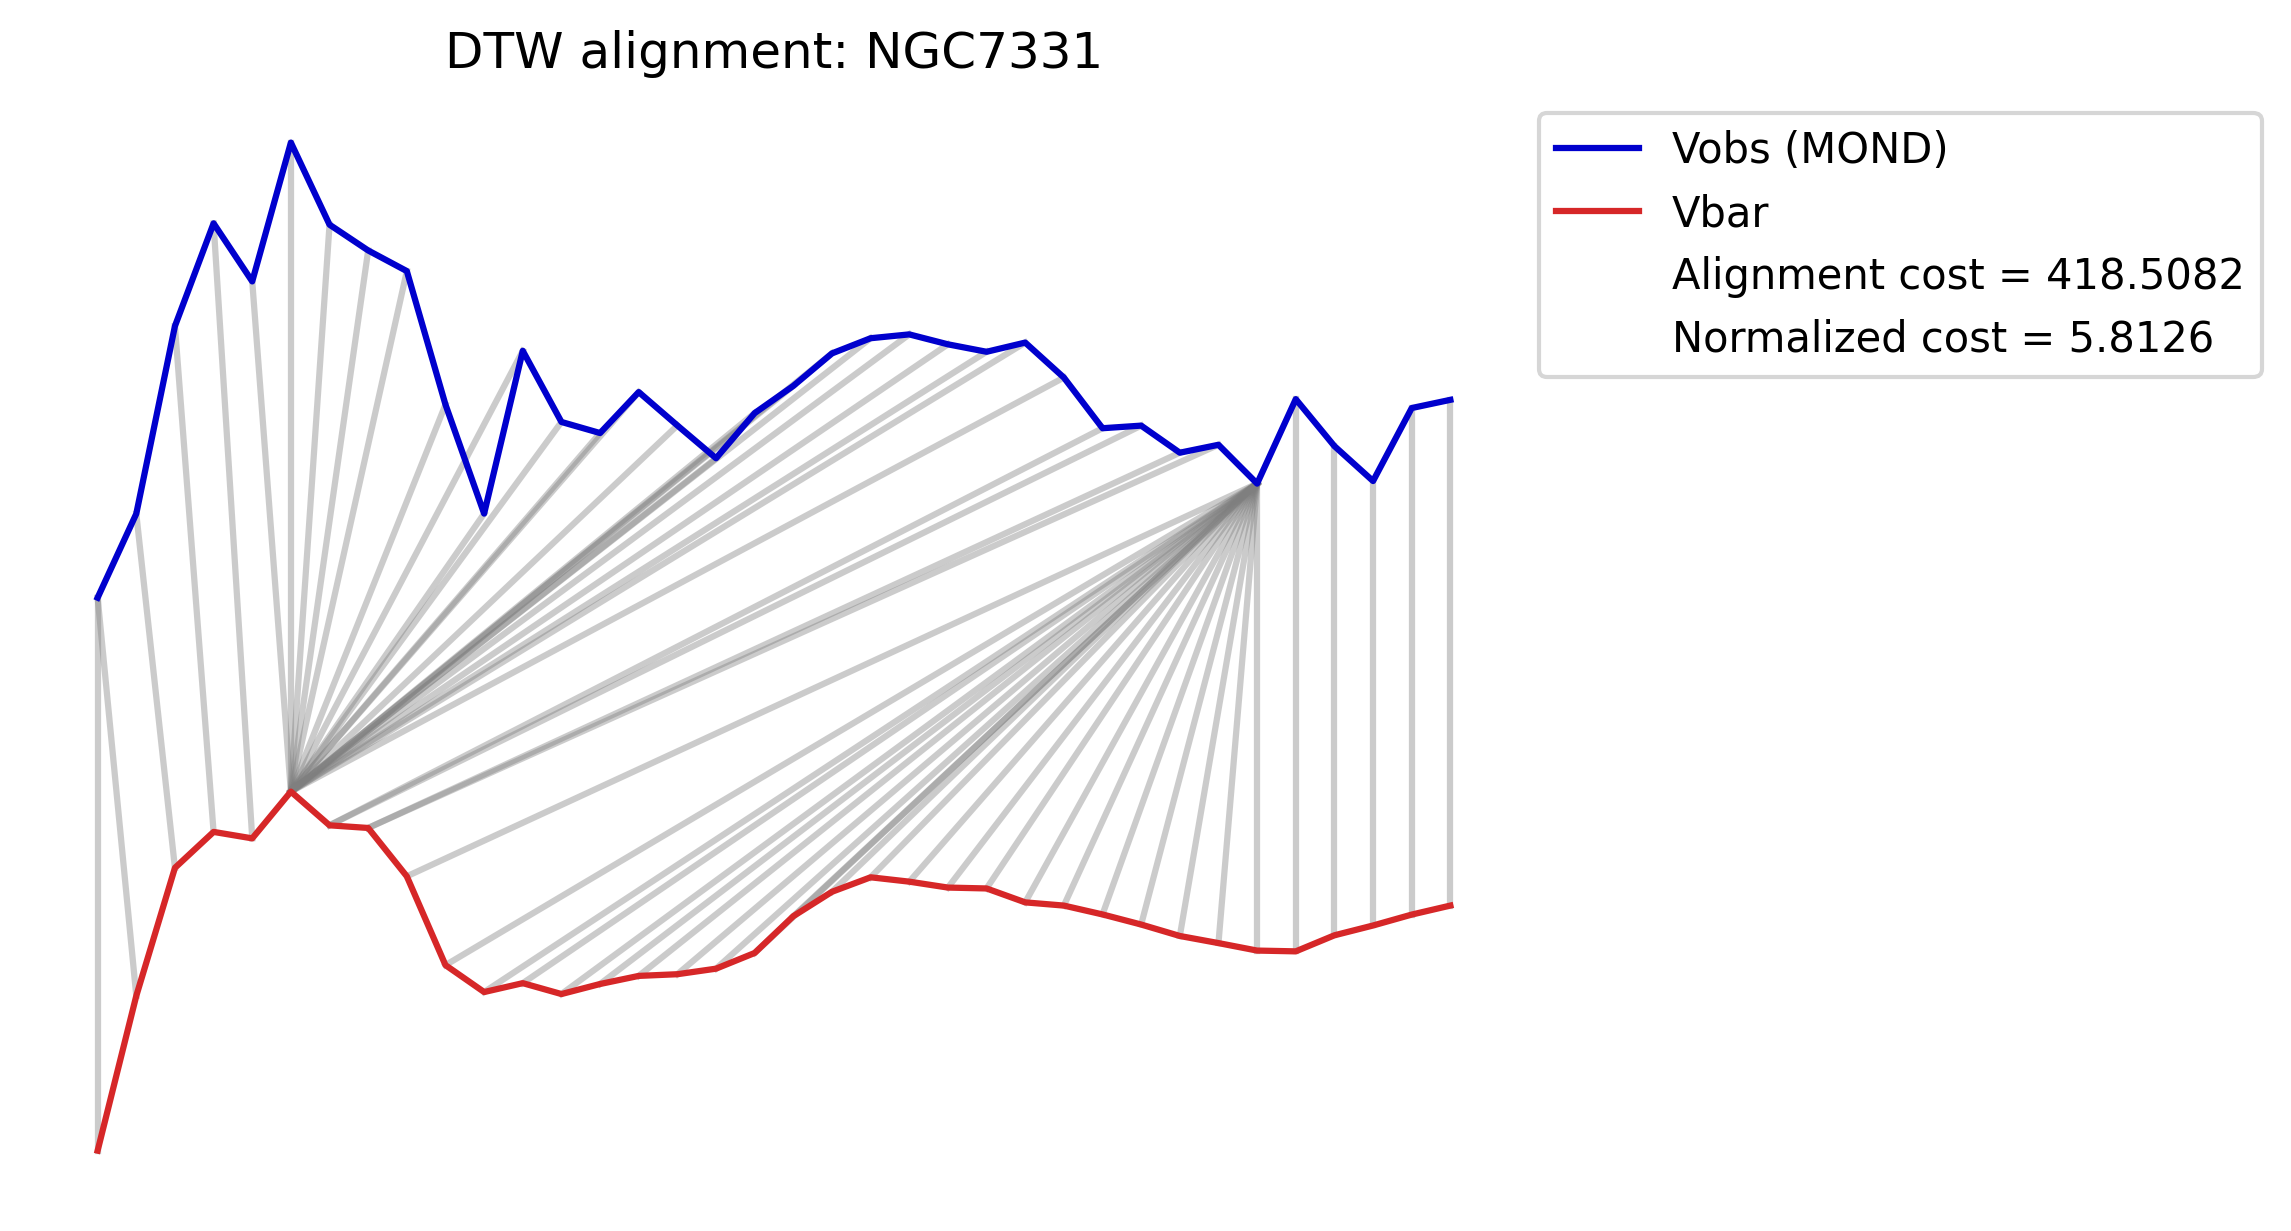 DTW alignment: NGC7331
Vobs (MOND)
Vbar
Alignment cost = 418.5082
Normalized cost = 5.8126